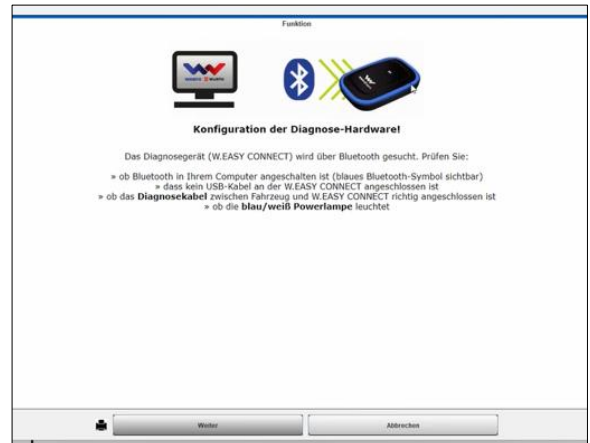 Funktion
Konfiguration der Diagnose-Hardware!
Das Diagnosegerät (W.EASY CONNECT) wird über Bluetooth gesucht. Prüfen Sie:
» ob Bluetooth in Ihrem Computer angeschalten ist (blaues Bluetooth-Symbol sichtbar)
» dass kein USB-Kabel an der W.EASY CONNECT angeschlossen ist
» ob das Diagnosekabel zwischen Fahrzeug und W.EASY CONNECT richtig angeschlossen ist
» ob die blau/weiß Powerlampe leuchtet
Weiter
Abbrechen